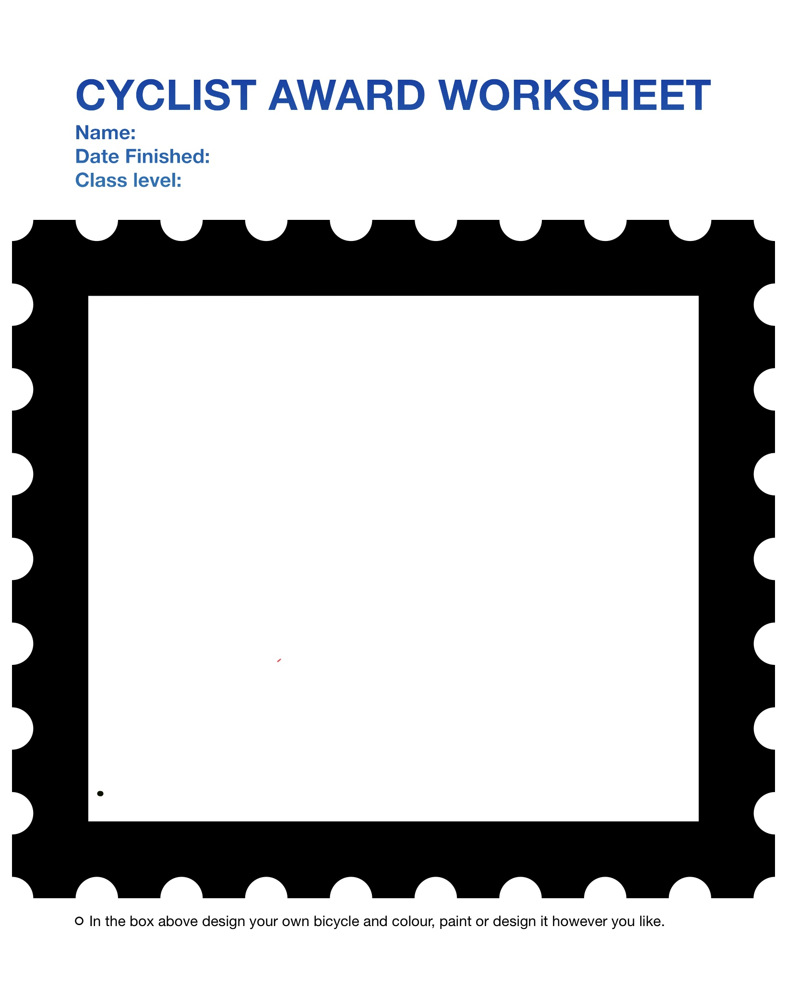 CYCLIST AWARD WORKSHEET
Name:
Date Finished:
Class level:
In the box above design your own bicycle and colour, paint or design it however you like.